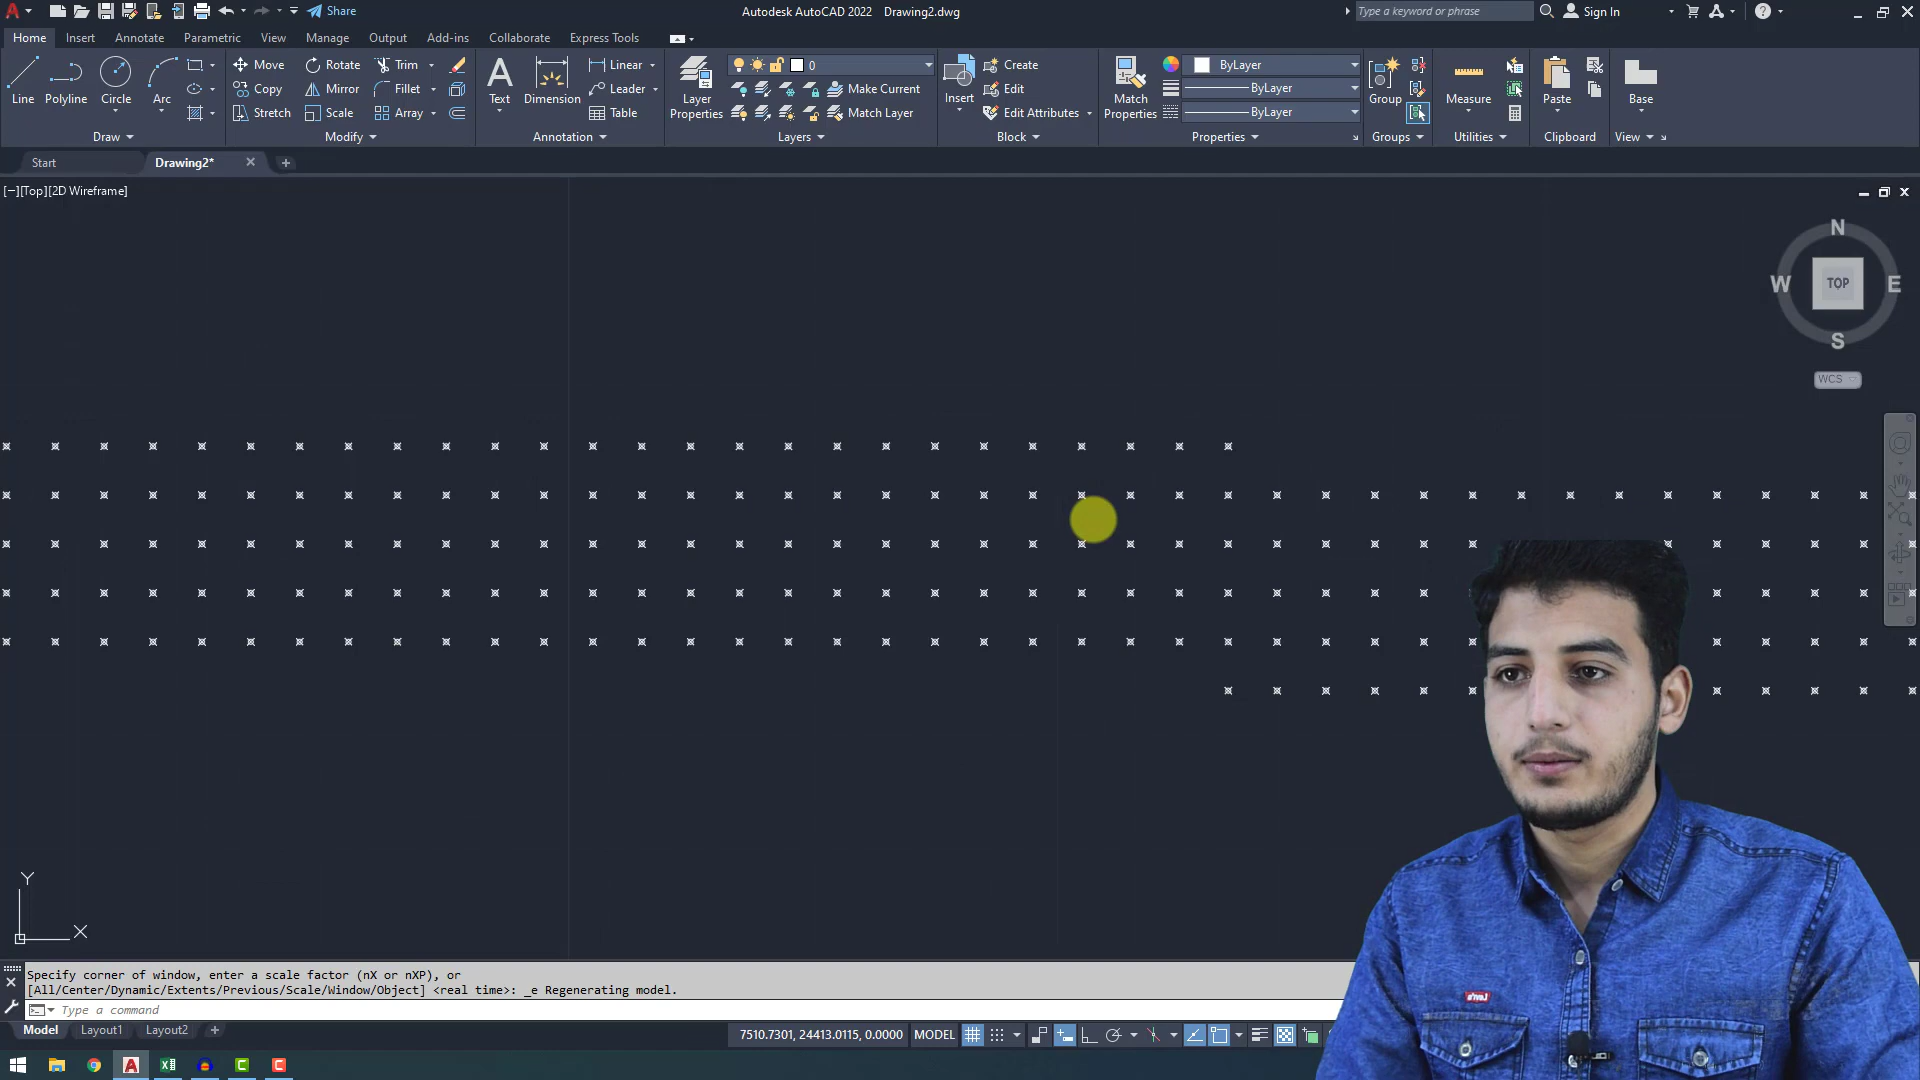 Share
Autodesk AutoCAD 2022 Drawing2.dwg
Type a keyword or phrase
Sign In
Home Insert Annotate Parametric View Manage Output Add-ins Collaborate Express Tools
Line Polyline Circle Arc
Draw
Move Rotate Trim
Copy Mirror Fillet
Stretch Scale Array
Modify
Text Dimension
Linear
Leader
Table
Annotation
Layer Properties
0
Make Current
Match Layer
Layers
Insert
Create
Edit
Edit Attributes
Block
Match Properties
ByLayer
ByLayer
ByLayer
Properties
Group
Groups
Measure
Utilities
Paste
Clipboard
Base
View
Start Drawing2*
[−][Top][2D Wireframe]
N
W TOP E
S
WCS
Y
X
Specify corner of window, enter a scale factor (nX or nXP), or
[All/Center/Dynamic/Extents/Previous/Scale/Window/Object] <real time>: _e Regenerating model.
Type a command
Model Layout1 Layout2
7510.7301, 24413.0115, 0.0000 MODEL